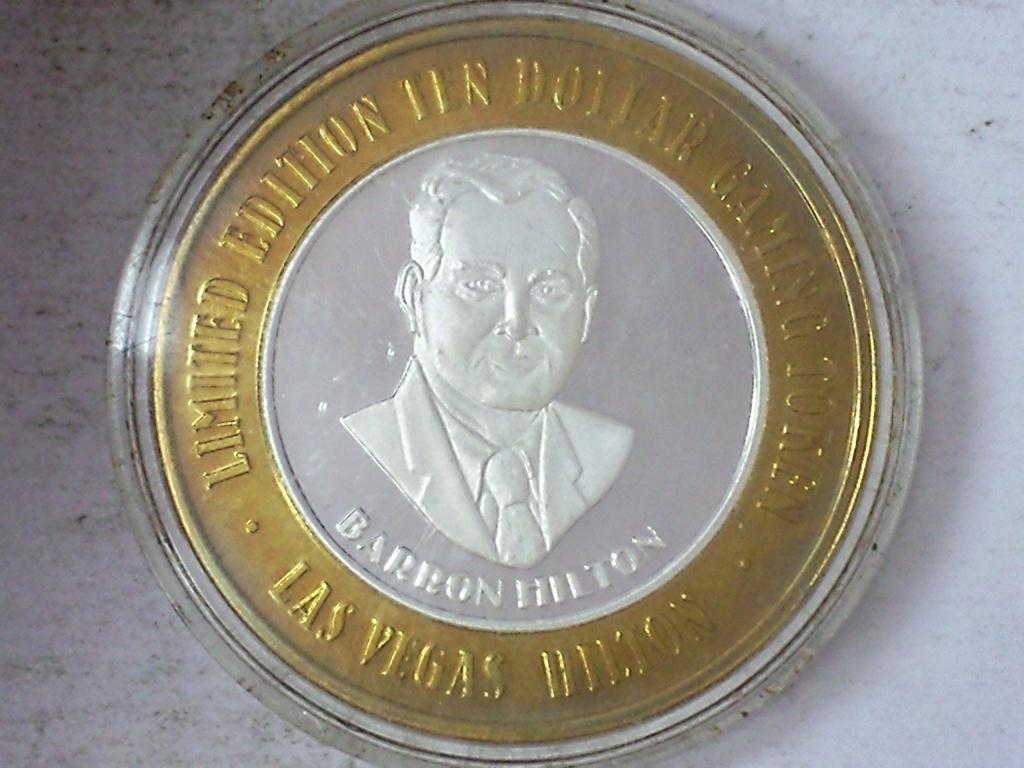 LIMITED EDITION TEN DOLLAR GAMING TOKEN
BARRON HILTON
LAS VEGAS HILTON